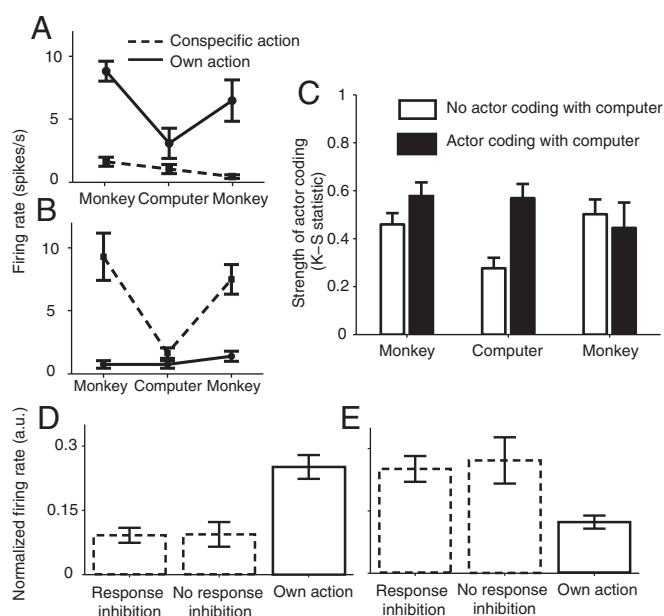 A
Conspecific action
Own action
10
5
0
Monkey Computer Monkey
Firing rate (spikes/s)
B
10
5
0
Monkey Computer Monkey
C
No actor coding with computer
Actor coding with computer
1
0.8
0.6
0.4
0.2
0
Strength of actor coding
(K–S statistic)
Monkey Computer Monkey
D
Normalized firing rate (a.u.)
0.3
0.15
0
Response
inhibition
No response
inhibition
Own action
E
Response
inhibition
No response
inhibition
Own action